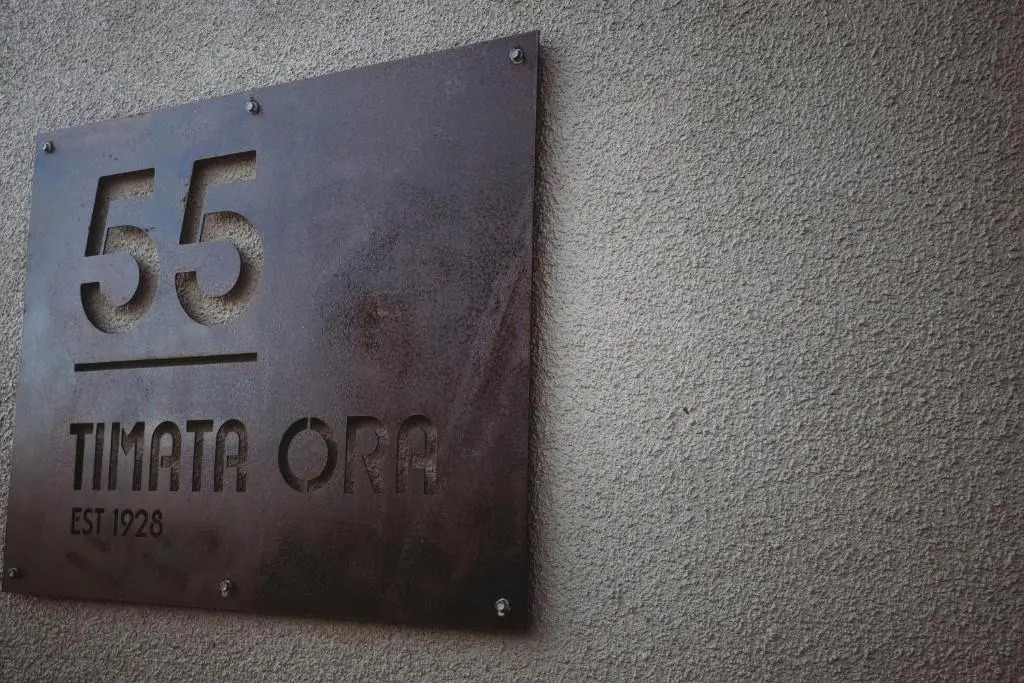 55
TIMATA ORA
EST 1928